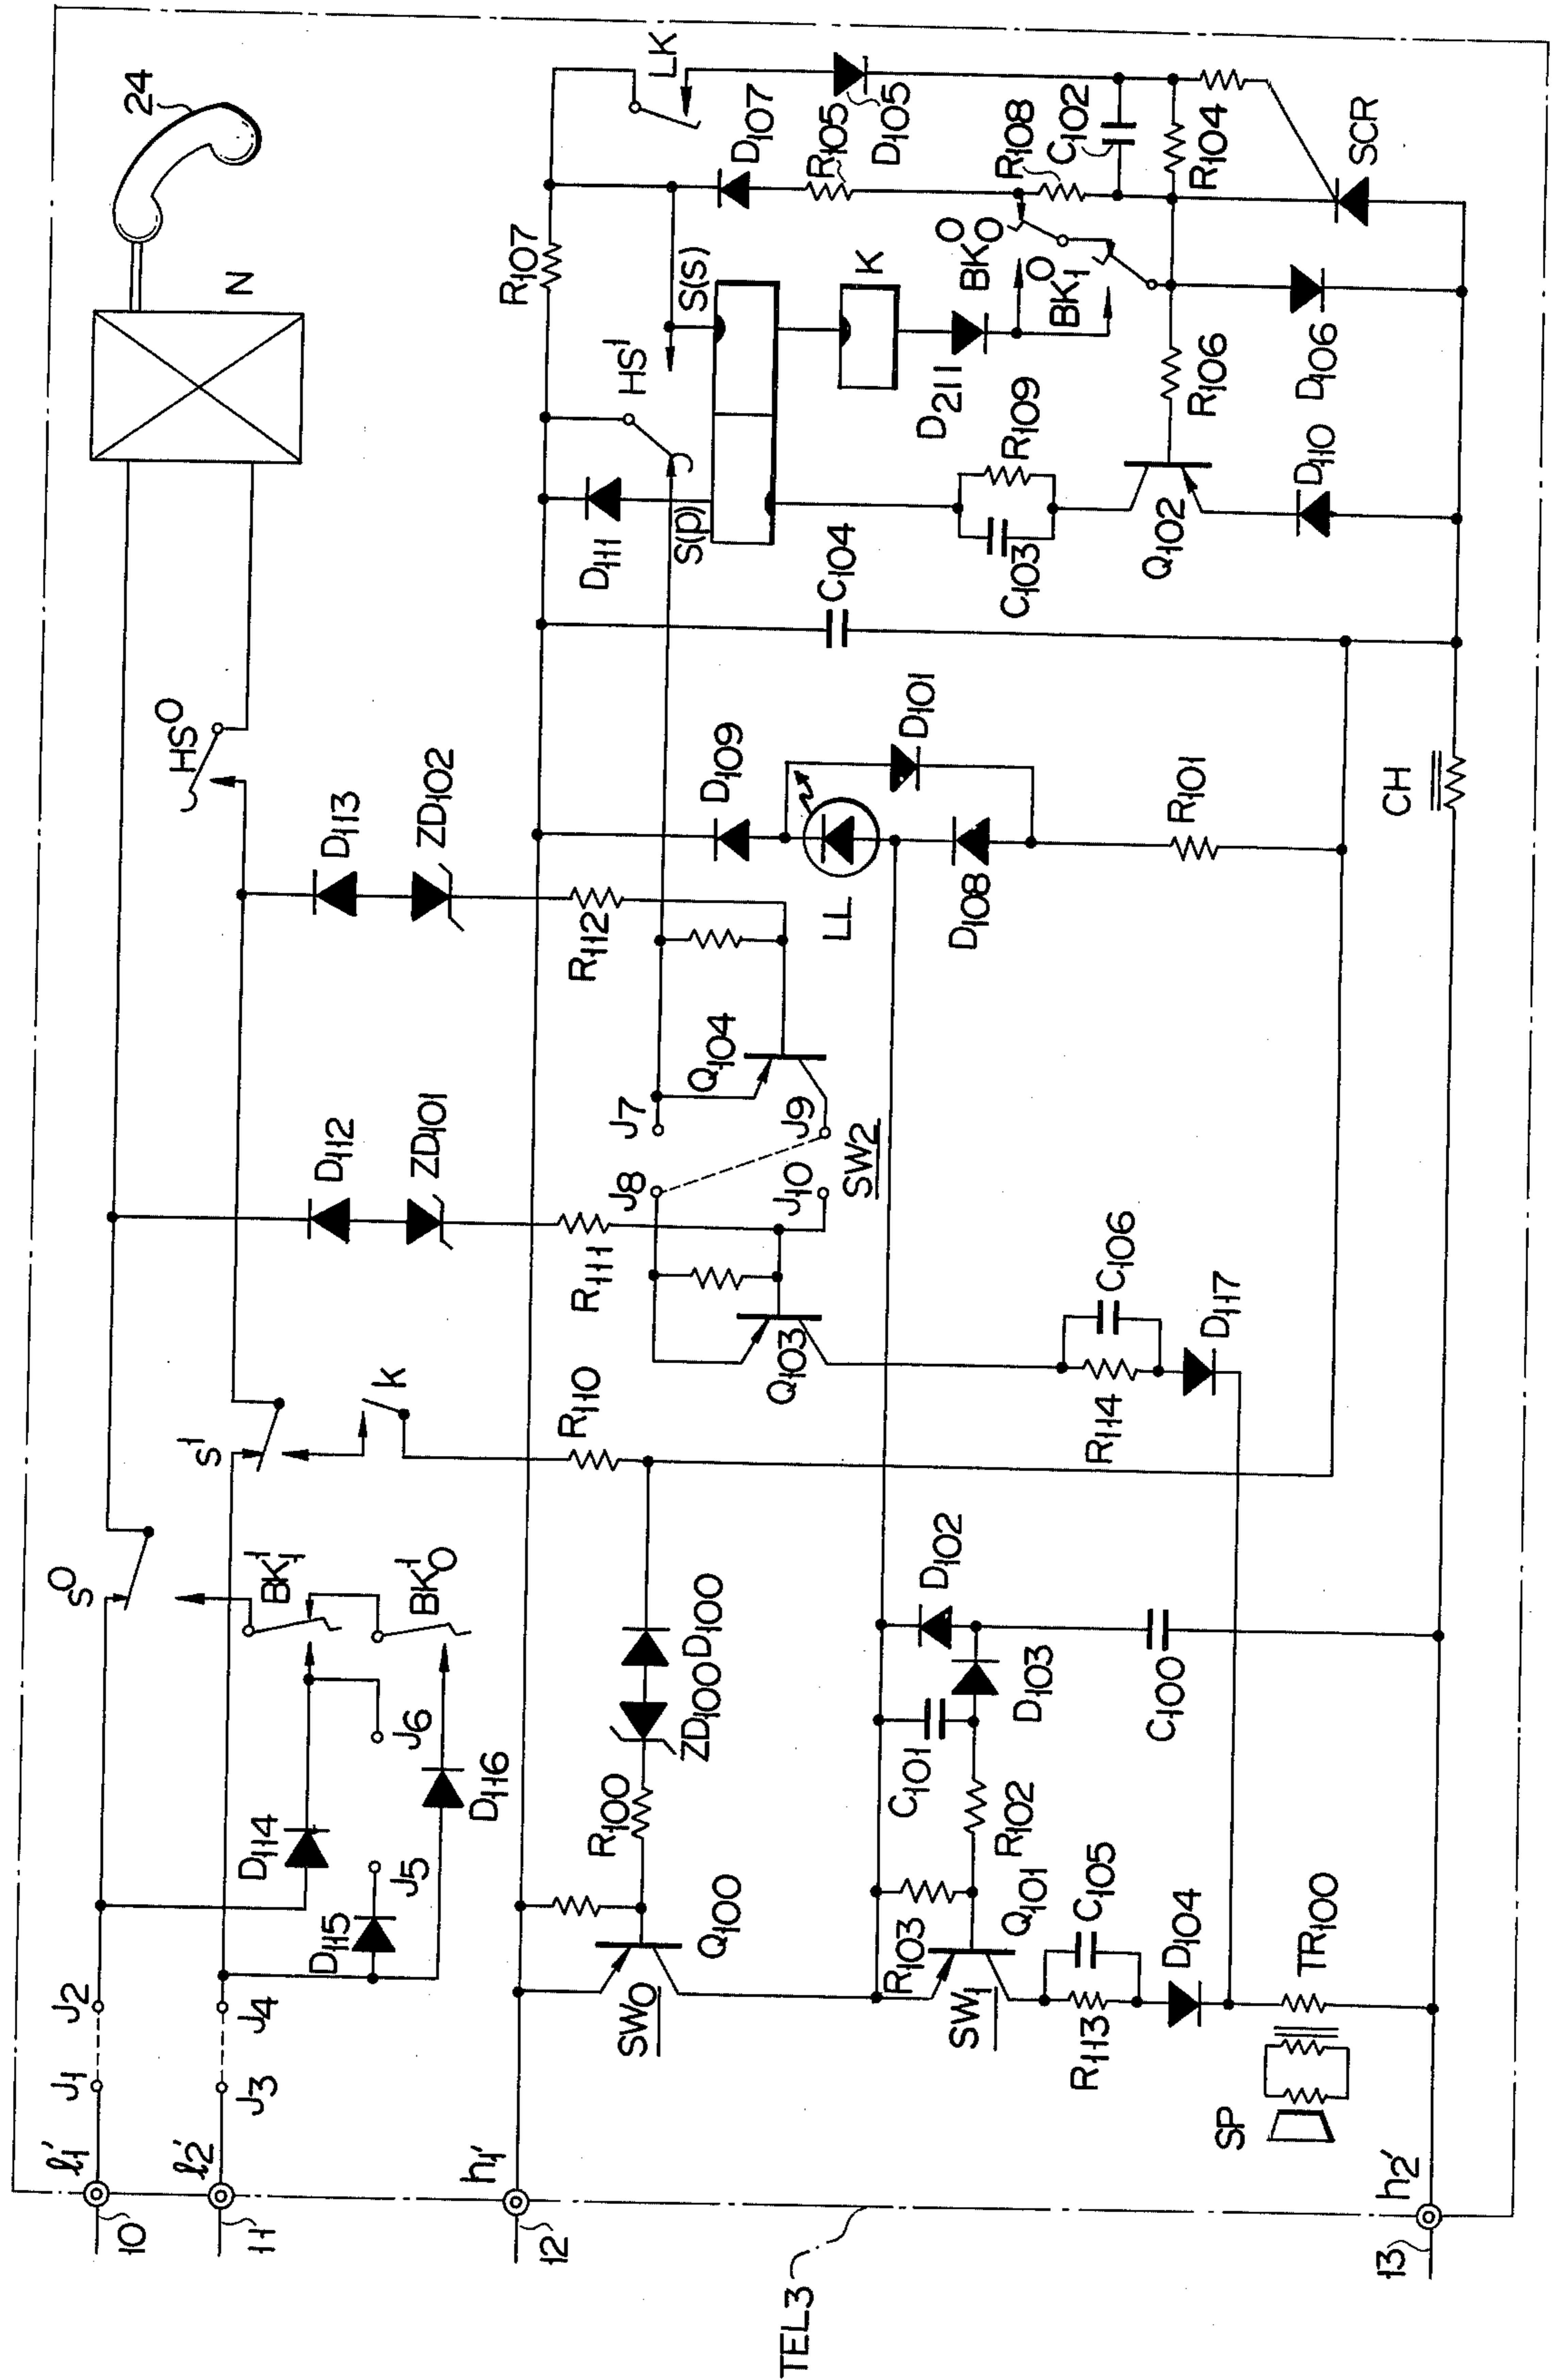 24
N
HS⁰
s⁰
s¹
k
BK₁¹
BK₀¹
D114
D115
D116
J1
J2
J3
J4
J5
J6
ℓ1'
ℓ2'
10
11
D113
ZD102
D112
ZD101
R112
R111
R110
h1'
12
R107
LK
D107
R105
D105
R108
C102
R104
SCR
S(s)
HS¹
K
BK₀⁰
BK₁⁰
D211
R106
D106
D111
S(p)
R109
C103
Q102
D110
C104
D109
D101
LL
D108
R101
CH
Q104
J7
J8
J9
J10
SW2
Q103
C106
R114
D117
D100
ZD100
R100
Q100
SW0
D102
D103
C101
C100
R102
R103
Q101
SW1
C105
R113
D104
TR100
SP
h2'
13
TEL3